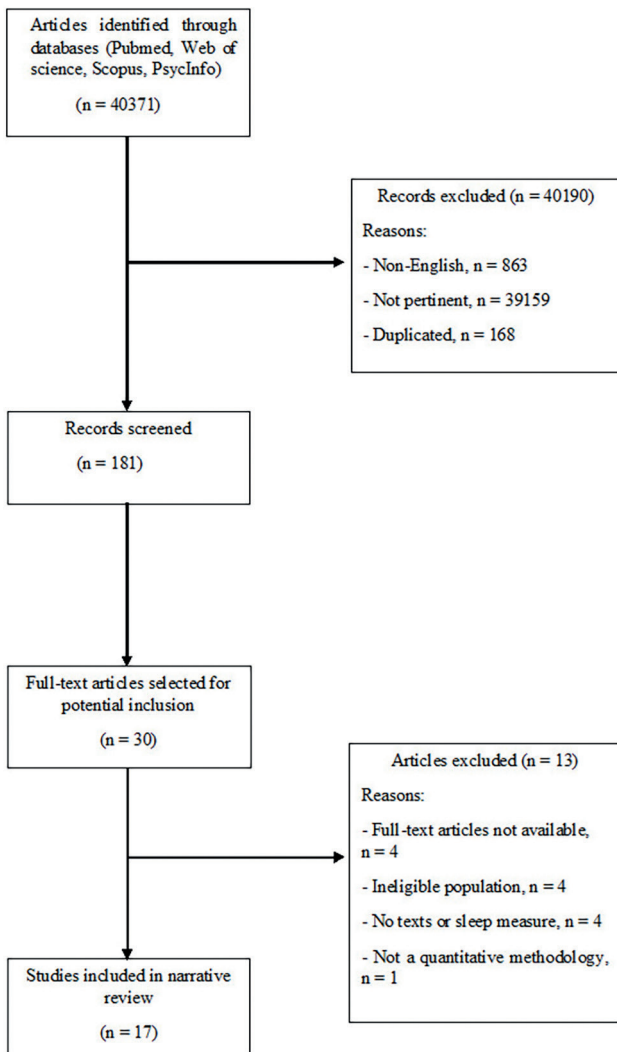 Articles identified through
databases (Pubmed, Web of
science, Scopus, PsycInfo)
(n = 40371)
Records excluded (n = 40190)
Reasons:
- Non-English, n = 863
- Not pertinent, n = 39159
- Duplicated, n = 168
Records screened
(n = 181)
Full-text articles selected for
potential inclusion
(n = 30)
Articles excluded (n = 13)
Reasons:
- Full-text articles not available,
n = 4
- Ineligible population, n = 4
- No texts or sleep measure, n = 4
- Not a quantitative methodology,
n = 1
Studies included in narrative
review
(n = 17)